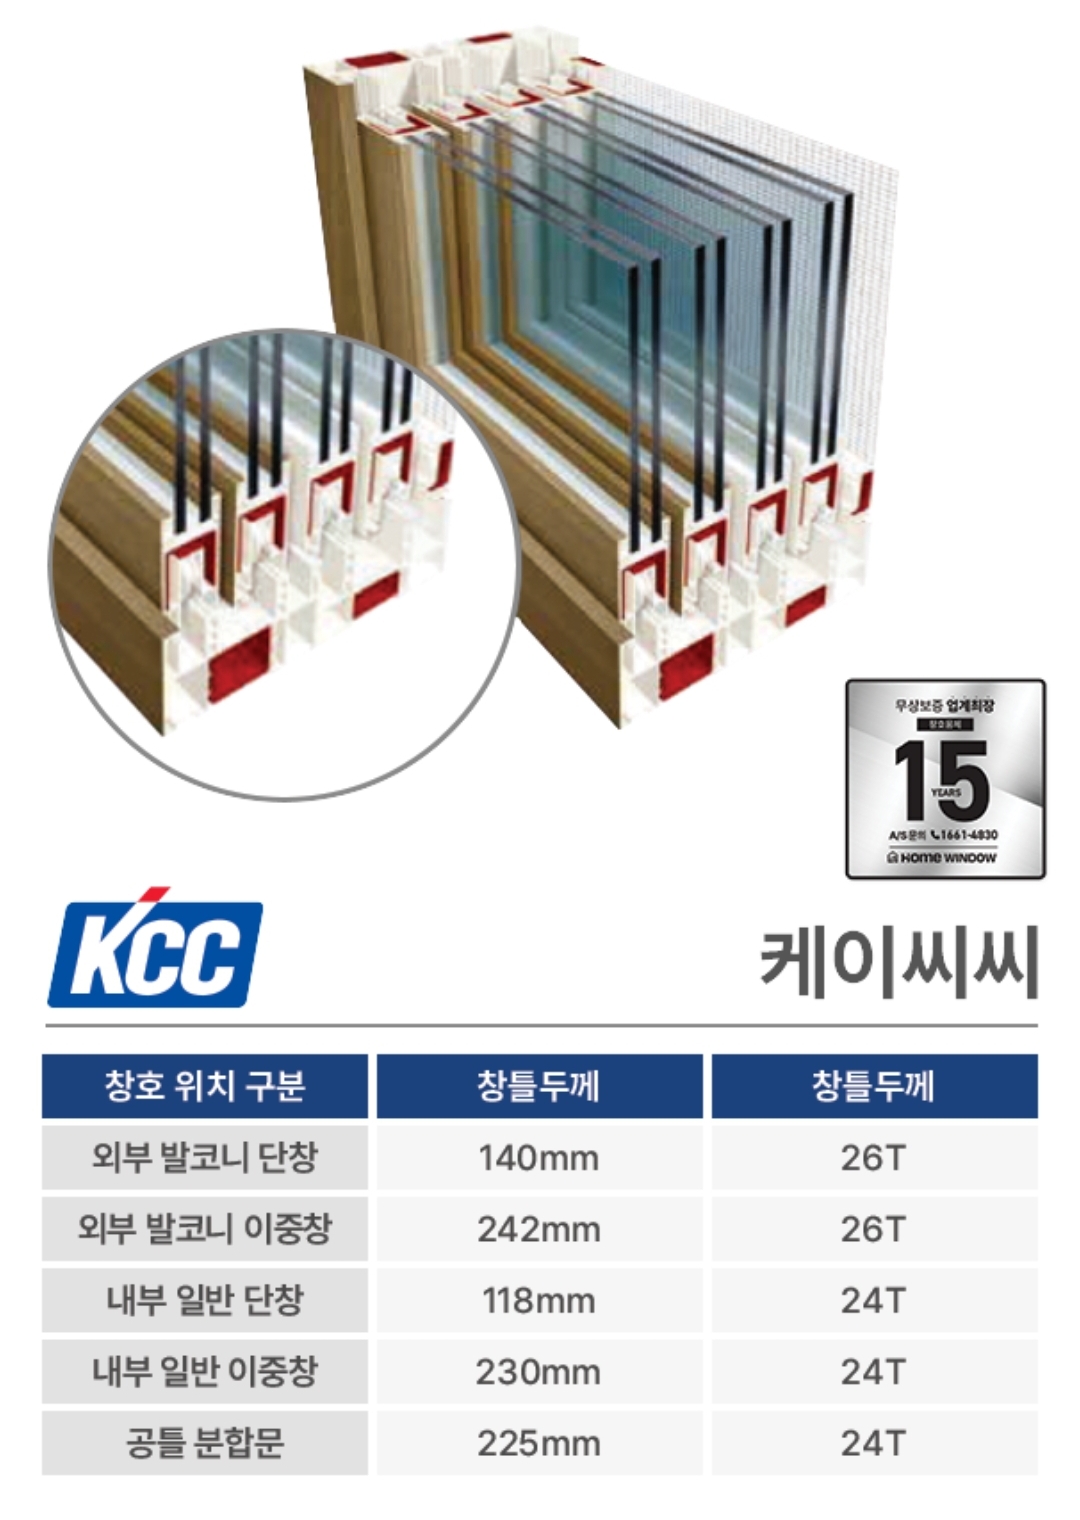 무상보증 업계최장
창호유리
15
YEARS
A/S문의 1661-4830
HOME WINDOW
KCC
케이씨씨
창호 위치 구분 창틀두께 창틀두께
외부 발코니 단창 140mm 26T
외부 발코니 이중창 242mm 26T
내부 일반 단창 118mm 24T
내부 일반 이중창 230mm 24T
공틀 분합문 225mm 24T